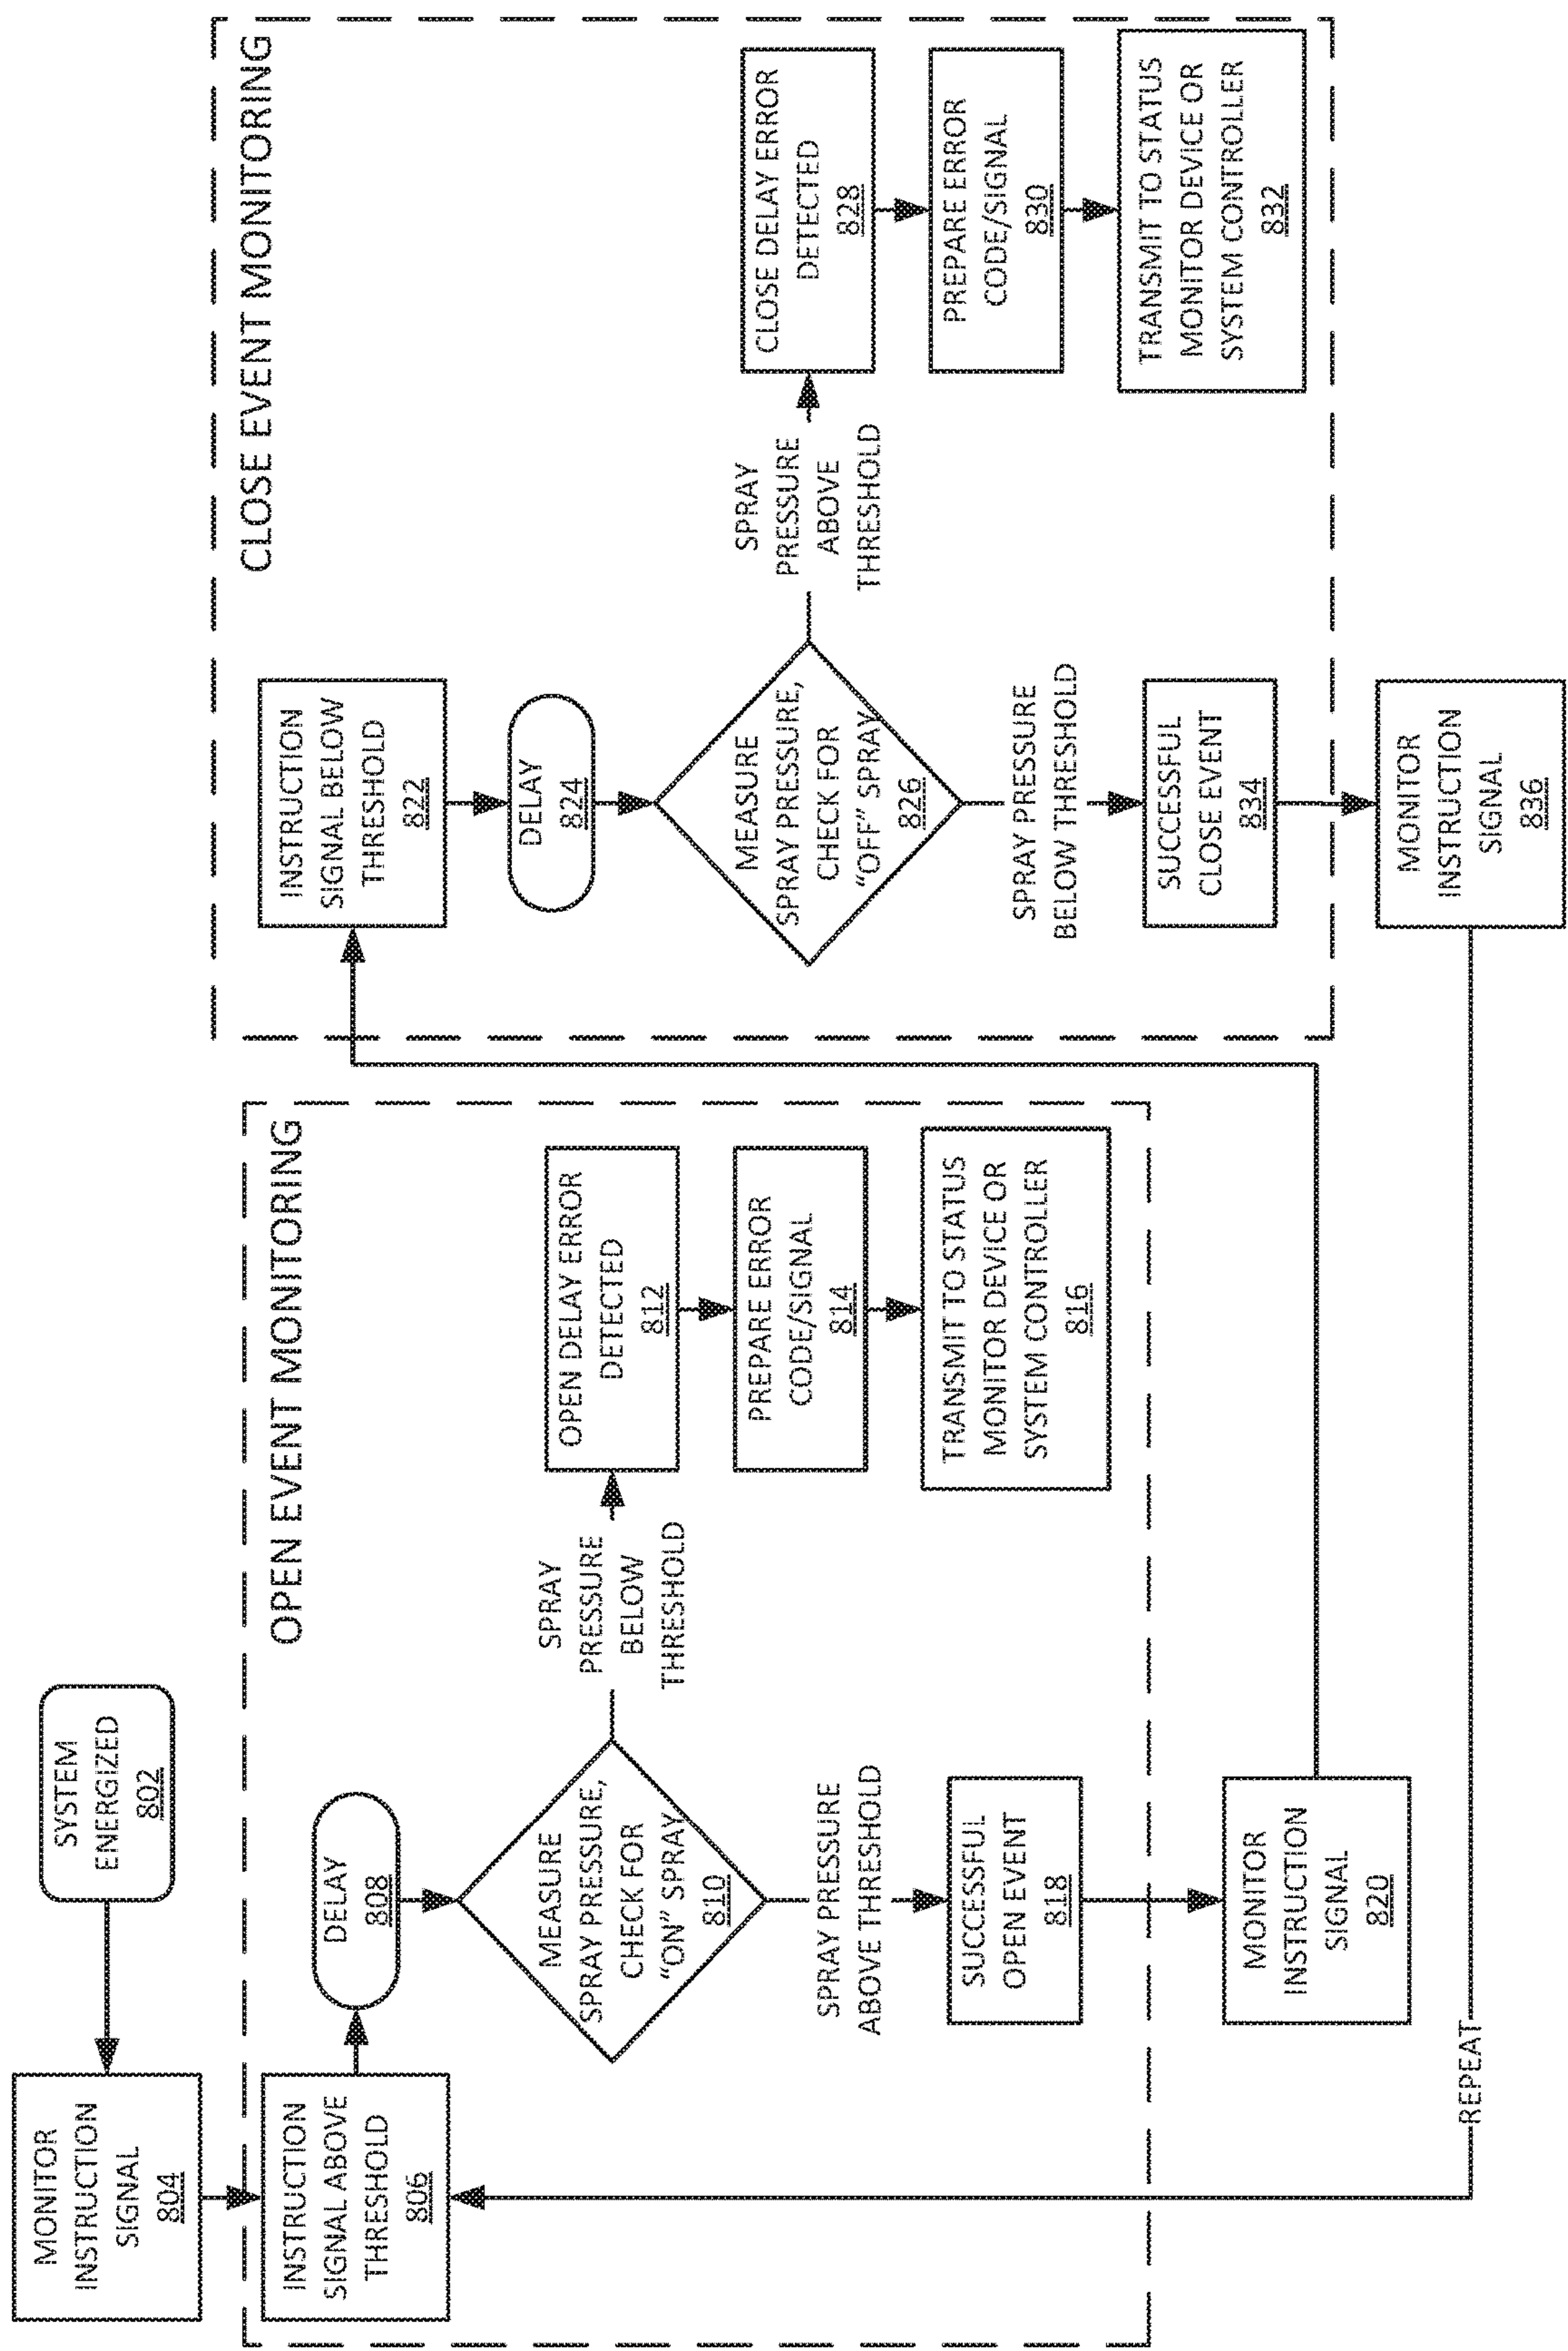 SYSTEM
ENERGIZED
802
MONITOR
INSTRUCTION
SIGNAL
804
OPEN EVENT MONITORING
INSTRUCTION
SIGNAL ABOVE
THRESHOLD
806
DELAY
808
MEASURE
SPRAY PRESSURE,
CHECK FOR
"ON" SPRAY
810
SPRAY
PRESSURE
BELOW
THRESHOLD
OPEN DELAY ERROR
DETECTED
812
PREPARE ERROR
CODE/SIGNAL
814
TRANSMIT TO STATUS
MONITOR DEVICE OR
SYSTEM CONTROLLER
816
SPRAY PRESSURE
ABOVE THRESHOLD
SUCCESSFUL
OPEN EVENT
818
MONITOR
INSTRUCTION
SIGNAL
820
CLOSE EVENT MONITORING
INSTRUCTION
SIGNAL BELOW
THRESHOLD
822
DELAY
824
MEASURE
SPRAY PRESSURE,
CHECK FOR
"OFF" SPRAY
826
SPRAY
PRESSURE
ABOVE
THRESHOLD
CLOSE DELAY ERROR
DETECTED
828
PREPARE ERROR
CODE/SIGNAL
830
TRANSMIT TO STATUS
MONITOR DEVICE OR
SYSTEM CONTROLLER
832
SPRAY PRESSURE
BELOW THRESHOLD
SUCCESSFUL
CLOSE EVENT
834
MONITOR
INSTRUCTION
SIGNAL
836
REPEAT